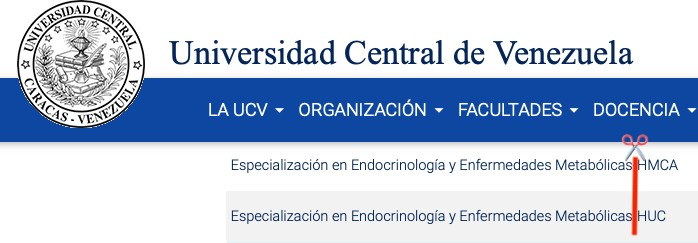 UNIVERSIDAD CENTRAL
CARACAS - VENEZUELA
Universidad Central de Venezuela
LA UCV ORGANIZACIÓN FACULTADES DOCENCIA
Especialización en Endocrinología y Enfermedades Metabólicas HMCA
Especialización en Endocrinología y Enfermedades Metabólicas HUC